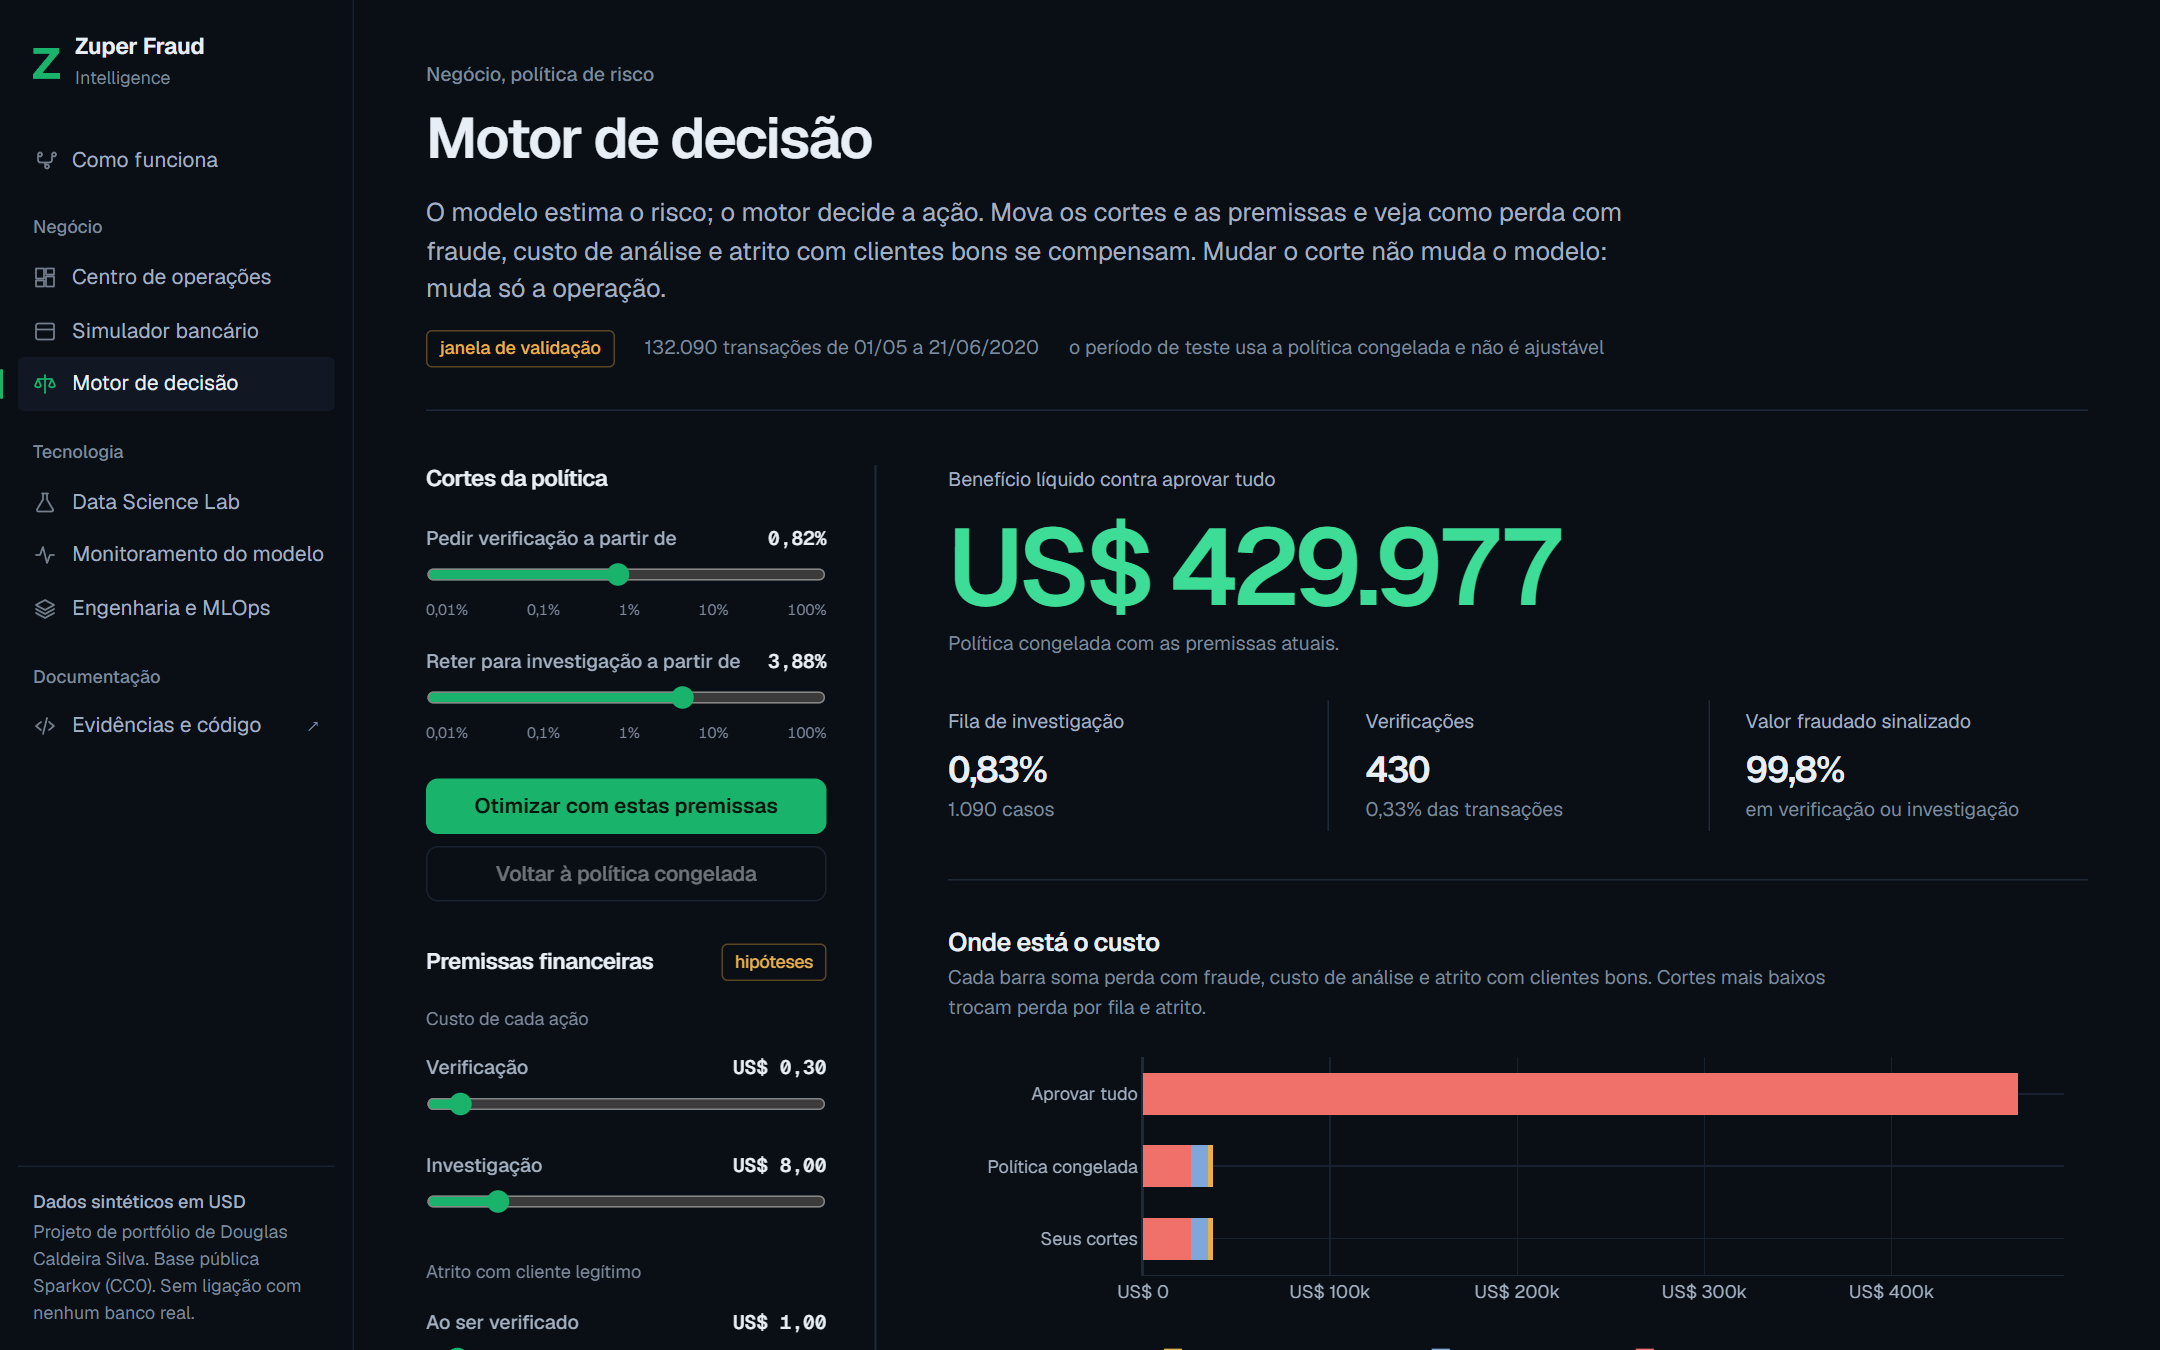 Z
Zuper Fraud
Intelligence
Como funciona
Negócio
Centro de operações
Simulador bancário
Motor de decisão
Tecnologia
Data Science Lab
Monitoramento do modelo
Engenharia e MLOps
Documentação
Evidências e código ↗
Dados sintéticos em USD
Projeto de portfólio de Douglas
Caldeira Silva. Base pública
Sparkov (CC0). Sem ligação com
nenhum banco real.
Negócio, política de risco
Motor de decisão
O modelo estima o risco; o motor decide a ação. Mova os cortes e as premissas e veja como perda com
fraude, custo de análise e atrito com clientes bons se compensam. Mudar o corte não muda o modelo:
muda só a operação.
janela de validação 132.090 transações de 01/05 a 21/06/2020 o período de teste usa a política congelada e não é ajustável
Cortes da política
Pedir verificação a partir de 0,82%
0,01% 0,1% 1% 10% 100%
Reter para investigação a partir de 3,88%
0,01% 0,1% 1% 10% 100%
Otimizar com estas premissas
Voltar à política congelada
Premissas financeiras hipóteses
Custo de cada ação
Verificação US$ 0,30
Investigação US$ 8,00
Atrito com cliente legítimo
Ao ser verificado US$ 1,00
Benefício líquido contra aprovar tudo
US$ 429.977
Política congelada com as premissas atuais.
Fila de investigação
0,83%
1.090 casos
Verificações
430
0,33% das transações
Valor fraudado sinalizado
99,8%
em verificação ou investigação
Onde está o custo
Cada barra soma perda com fraude, custo de análise e atrito com clientes bons. Cortes mais baixos
trocam perda por fila e atrito.
Aprovar tudo
Política congelada
Seus cortes
US$ 0 US$ 100k US$ 200k US$ 300k US$ 400k